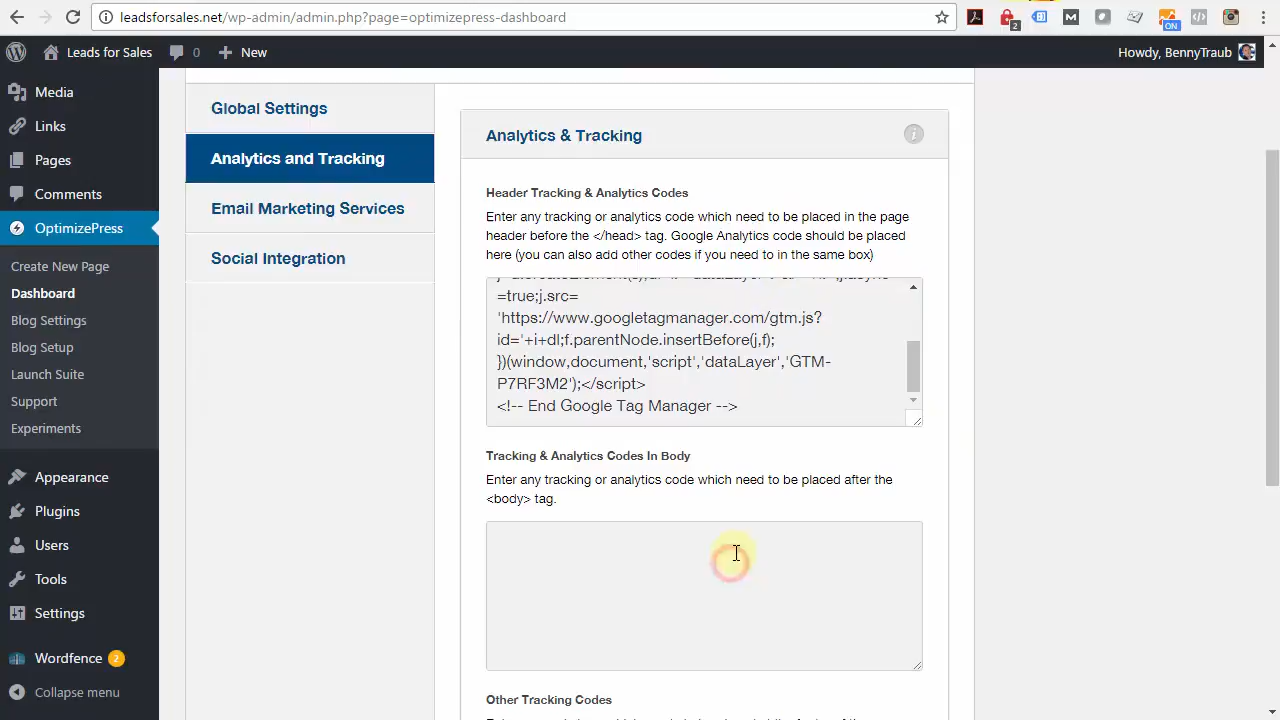 leadsforsales.net/wp-admin/admin.php?page=optimizepress-dashboard
2
M
ON
Leads for Sales
0
New
Howdy, BennyTraub
Media
Links
Pages
Comments
OptimizePress
Create New Page
Dashboard
Blog Settings
Blog Setup
Launch Suite
Support
Experiments
Appearance
Plugins
Users
Tools
Settings
Wordfence 2
Collapse menu
Global Settings
Analytics and Tracking
Email Marketing Services
Social Integration
Analytics & Tracking
Header Tracking & Analytics Codes
Enter any tracking or analytics code which need to be placed in the page
header before the </head> tag. Google Analytics code should be placed
here (you can also add other codes if you need to in the same box)
=true;j.src=
'https://www.googletagmanager.com/gtm.js?
id='+i+dl;f.parentNode.insertBefore(j,f);
})(window,document,'script','dataLayer','GTM-
P7RF3M2');</script>
<!-- End Google Tag Manager -->
Tracking & Analytics Codes In Body
Enter any tracking or analytics code which need to be placed after the
<body> tag.
Other Tracking Codes